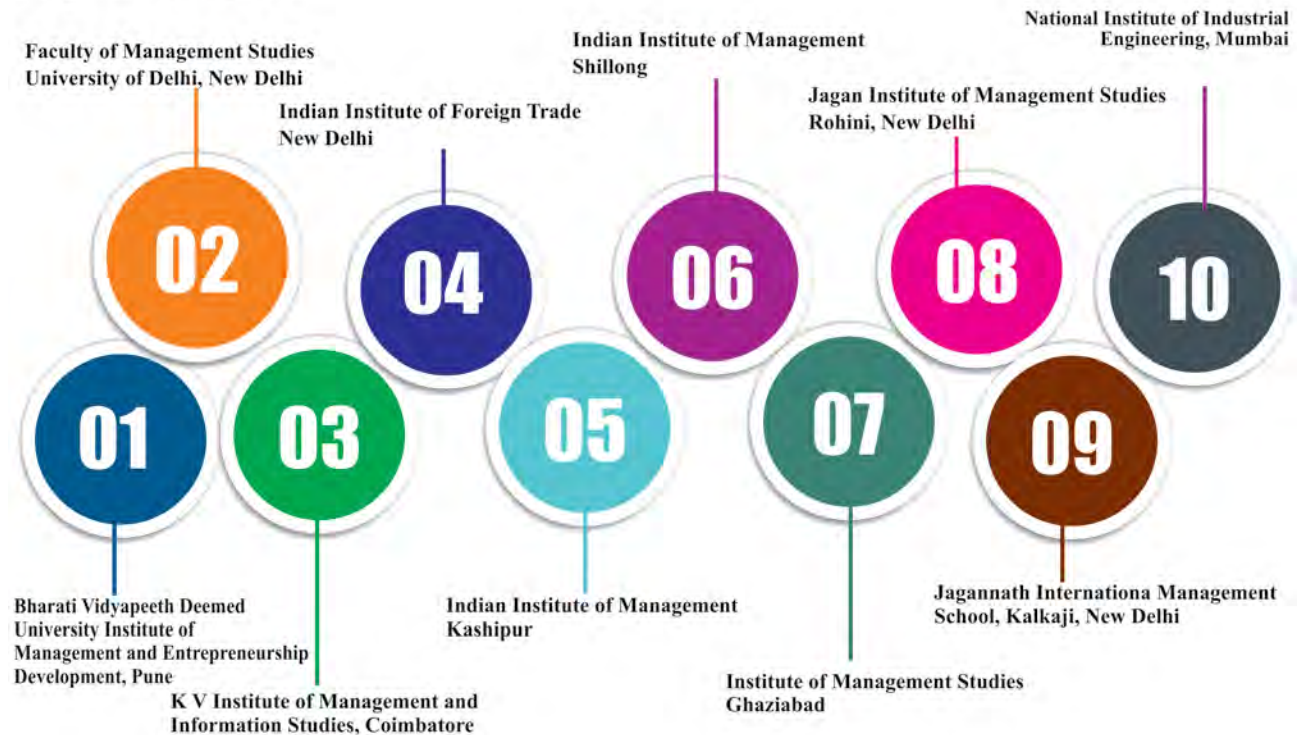 Faculty of Management Studies
University of Delhi, New Delhi
Indian Institute of Foreign Trade
New Delhi
Indian Institute of Management
Shillong
Jagan Institute of Management Studies
Rohini, New Delhi
National Institute of Industrial
Engineering, Mumbai
02
04
06
08
10
01
03
05
07
09
Bharati Vidyapeeth Deemed
University Institute of
Management and Entrepreneurship
Development, Pune
K V Institute of Management and
Information Studies, Coimbatore
Indian Institute of Management
Kashipur
Institute of Management Studies
Ghaziabad
Jagannath Internationa Management
School, Kalkaji, New Delhi